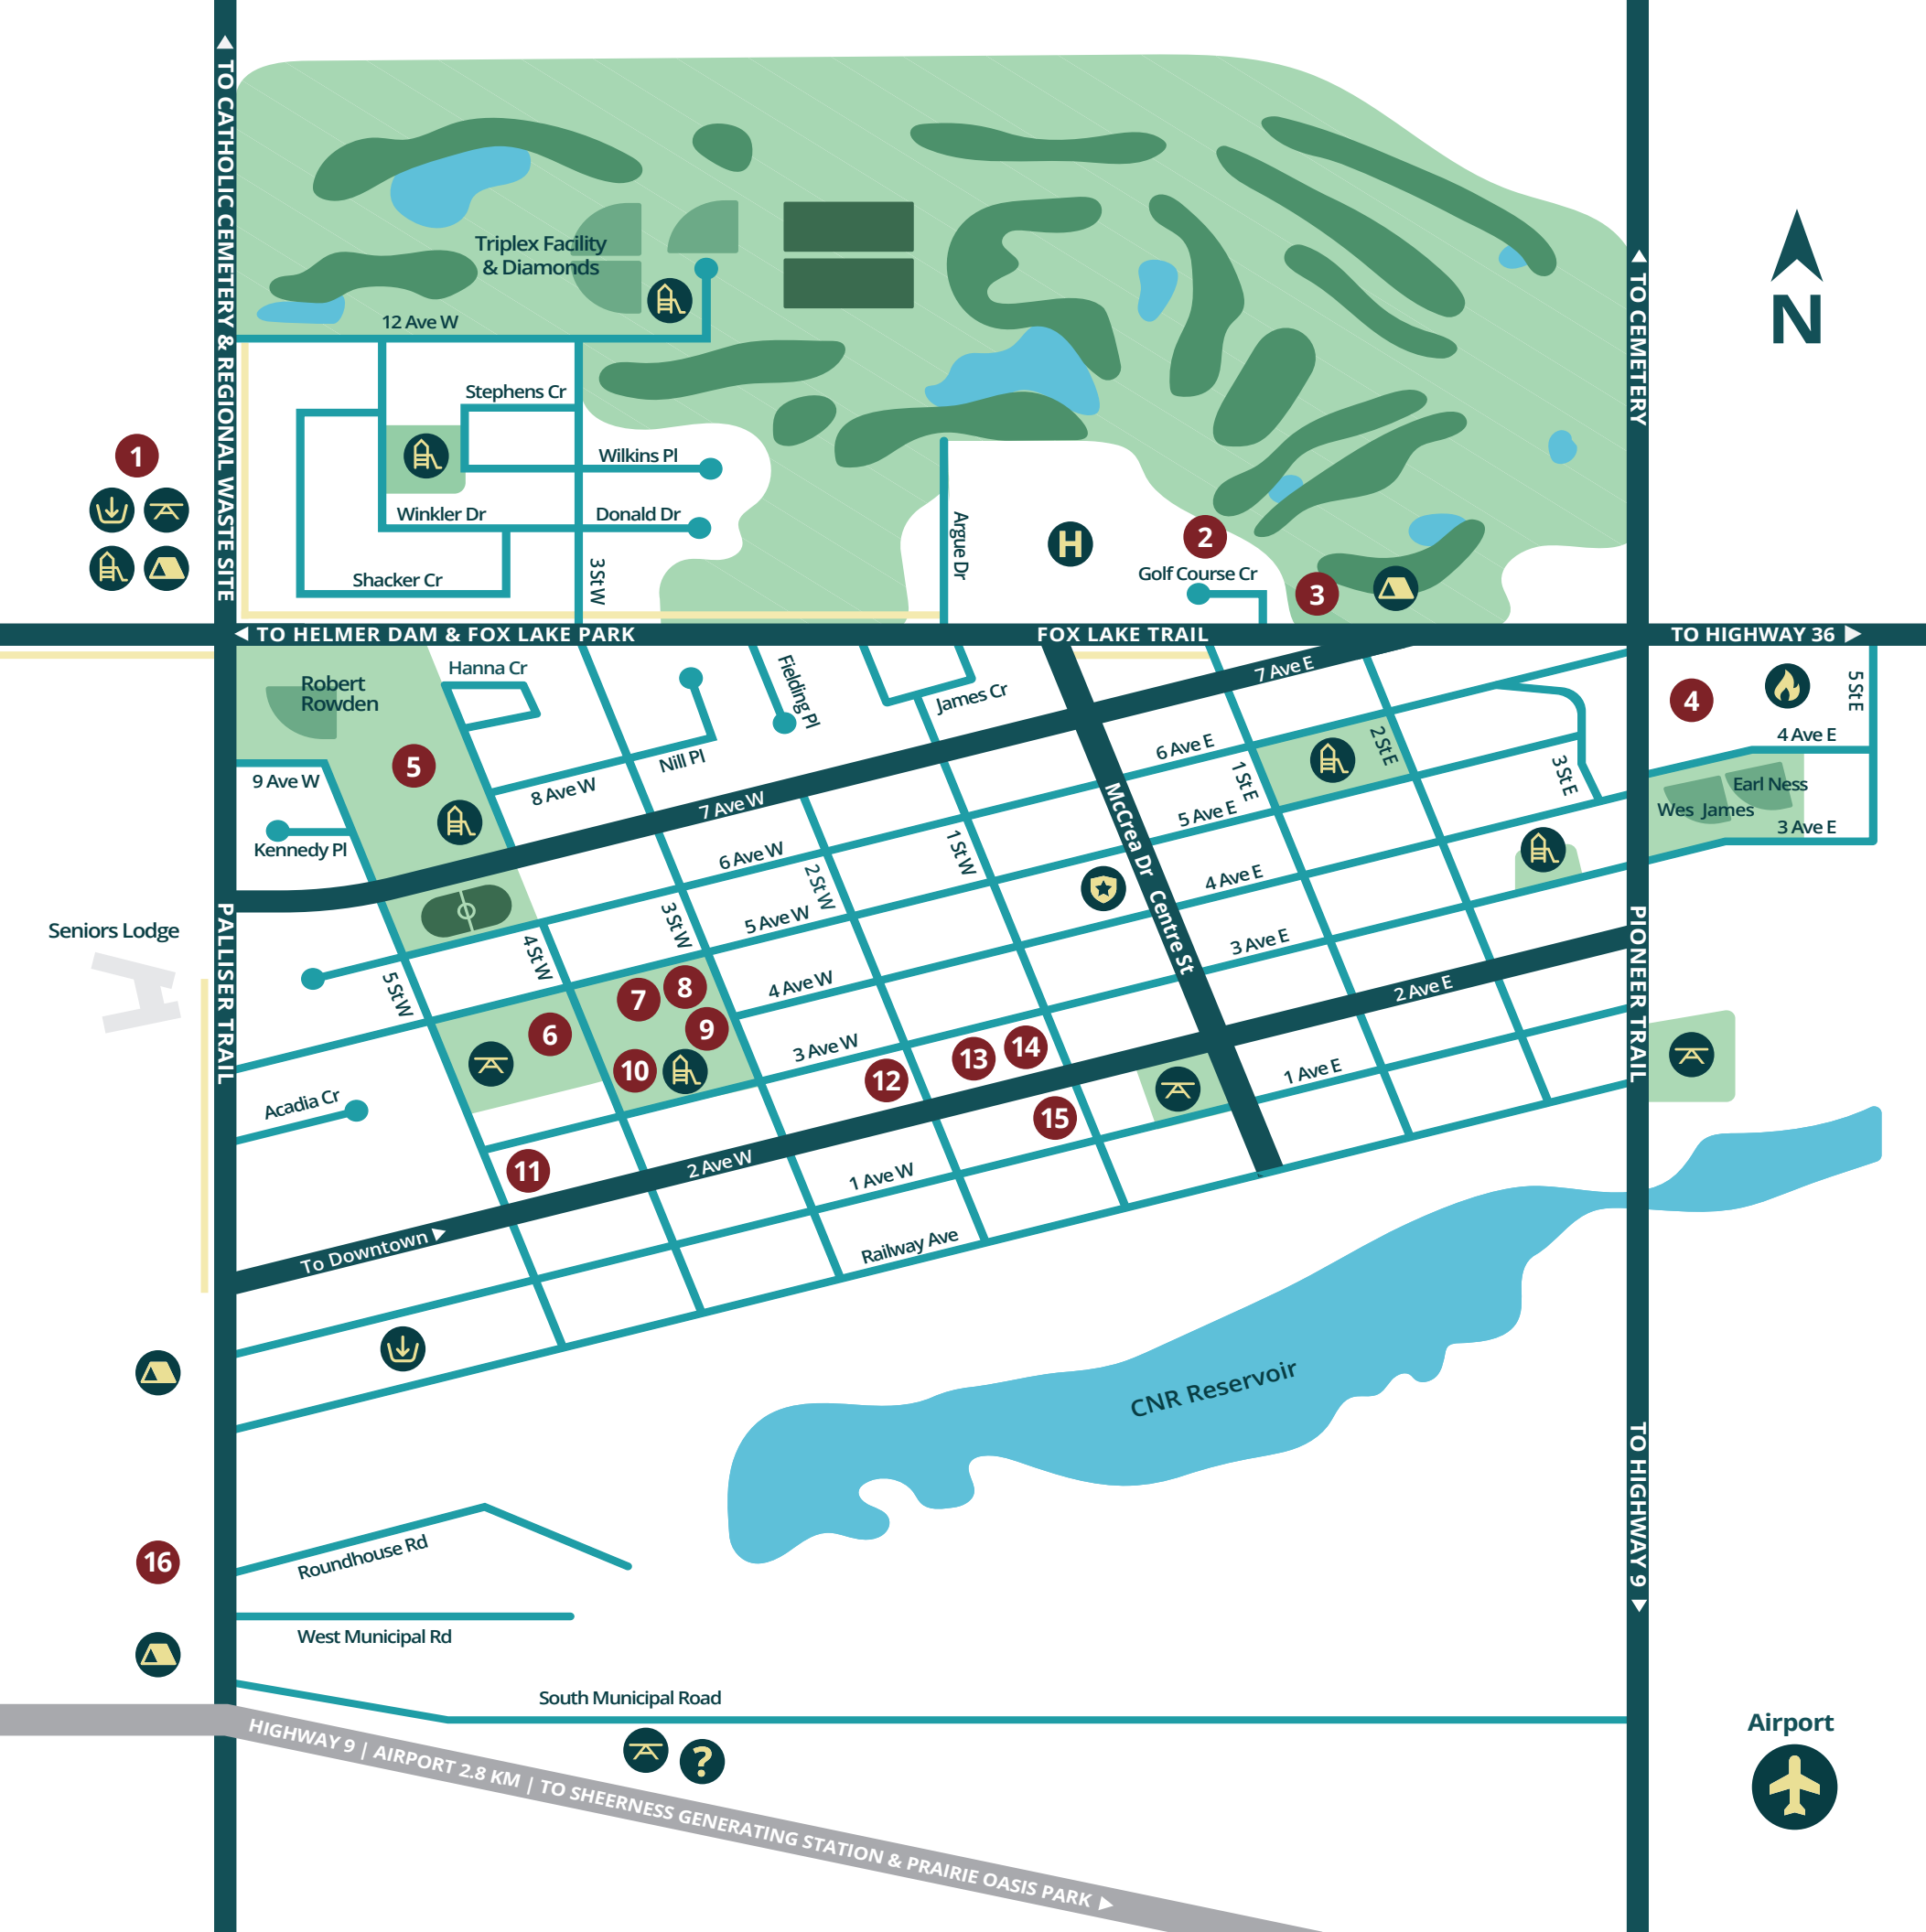 TO CATHOLIC CEMETERY & REGIONAL WASTE SITE
TO CEMETERY
N
Triplex Facility
& Diamonds
12 Ave W
Stephens Cr
Wilkins Pl
Winkler Dr
Donald Dr
Shacker Cr
3 St W
Argue Dr
H
Golf Course Cr
1
2
3
TO HELMER DAM & FOX LAKE PARK
FOX LAKE TRAIL
TO HIGHWAY 36
Robert
Rowden
Hanna Cr
Fielding Pl
James Cr
7 Ave E
4
5 St E
4 Ave E
Earl Ness
Wes James
3 Ave E
5
9 Ave W
Kennedy Pl
8 Ave W
Nill Pl
7 Ave W
6 Ave E
1 St E
2 St E
3 St E
5 Ave E
McCrea Dr
Centre St
6 Ave W
2 St W
1 St W
4 Ave E
3 Ave E
2 Ave E
1 Ave E
Seniors Lodge
PALLISER TRAIL
PIONEER TRAIL
5 St W
4 St W
3 St W
5 Ave W
4 Ave W
3 Ave W
6
7
8
9
10
11
12
13
14
15
Acadia Cr
2 Ave W
1 Ave W
Railway Ave
To Downtown
CNR Reservoir
TO HIGHWAY 9
16
Roundhouse Rd
West Municipal Rd
South Municipal Road
?
HIGHWAY 9 | AIRPORT 2.8 KM | TO SHEERNESS GENERATING STATION & PRAIRIE OASIS PARK
Airport